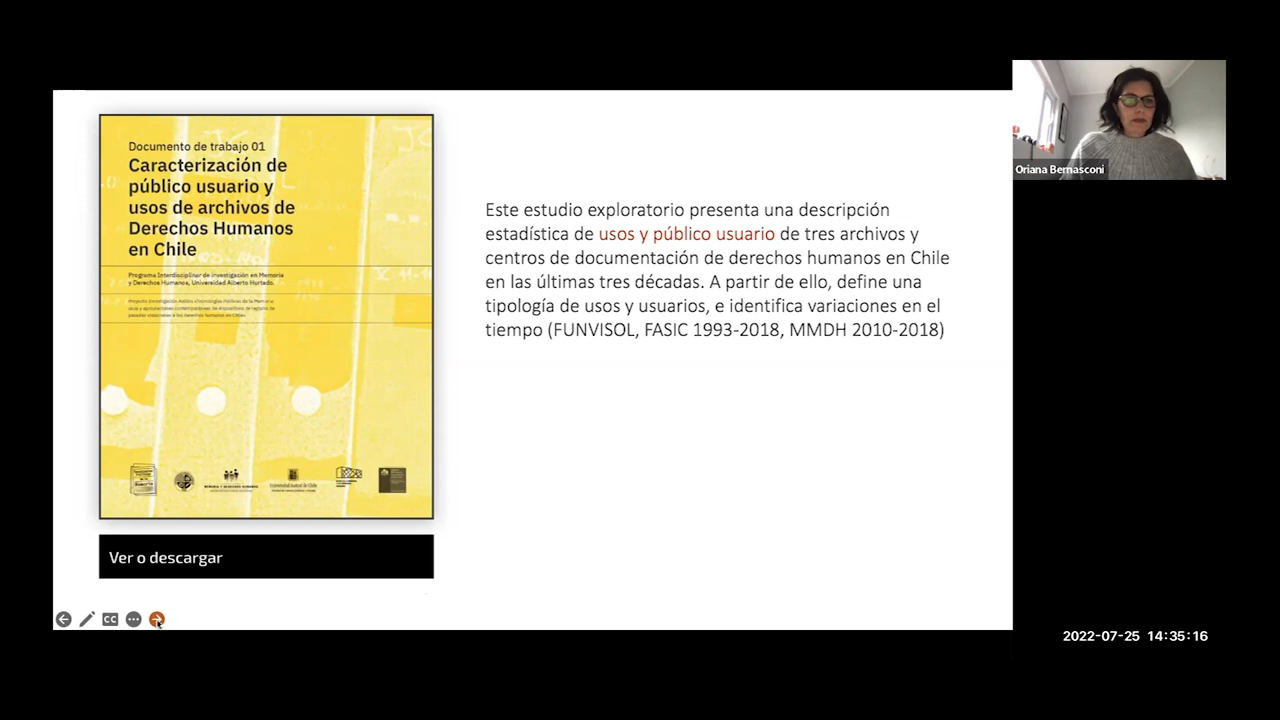 Documento de trabajo 01
Caracterización de
público usuario y
usos de archivos de
Derechos Humanos
en Chile
Programa Interdisciplinar de investigación en Memoria
y Derechos Humanos, Universidad Alberto Hurtado.
Ver o descargar
Este estudio exploratorio presenta una descripción
estadística de usos y público usuario de tres archivos y
centros de documentación de derechos humanos en Chile
en las últimas tres décadas. A partir de ello, define una
tipología de usos y usuarios, e identifica variaciones en el
tiempo (FUNVISOL, FASIC 1993-2018, MMDH 2010-2018)
CC
Oriana Bernasconi
2022-07-25 14:35:16